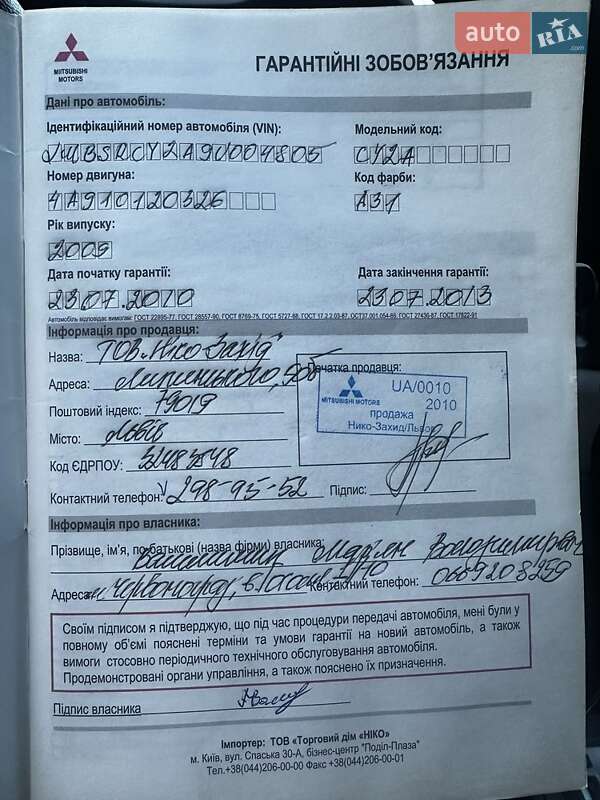 auto RIA .com
MITSUBISHI
MOTORS
ГАРАНТІЙНІ ЗОБОВ'ЯЗАННЯ
Дані про автомобіль:
Ідентифікаційний номер автомобіля (VIN): Модельний код:
CY2A
Номер двигуна: Код фарби:
4A910120326 A31
Рік випуску:
2009
Дата початку гарантії: Дата закінчення гарантії:
23.07.2010 23.07.2013
Інформація про продавця:
Назва: ТОВ „Ніко Захід"
Адреса:
Поштовий індекс: 79019
Місто: Львів
Код ЄДРПОУ:
Контактний телефон: 298-95-52 Підпис:
Печатка продавця:
MITSUBISHI MOTORS
UA/0010
2010
продажа
Нико-Захид/Львов
Інформація про власника:
Прізвище, ім'я, по-батькові (назва фірми) власника:
Адреса: Контактний телефон: 0669208259
Своїм підписом я підтверджую, що під час процедури передачі автомобіля, мені були у
повному об'ємі пояснені терміни та умови гарантії на новий автомобіль, а також
вимоги стосовно періодичного технічного обслуговування автомобіля.
Продемонстровані органи управління, а також пояснено їх призначення.
Підпис власника
Імпортер: ТОВ «Торговий дім «НІКО»
м. Київ, вул. Спаська 30-А, бізнес-центр "Поділ-Плаза"
Тел.+38(044)206-00-00 Факс +38(044)206-00-01